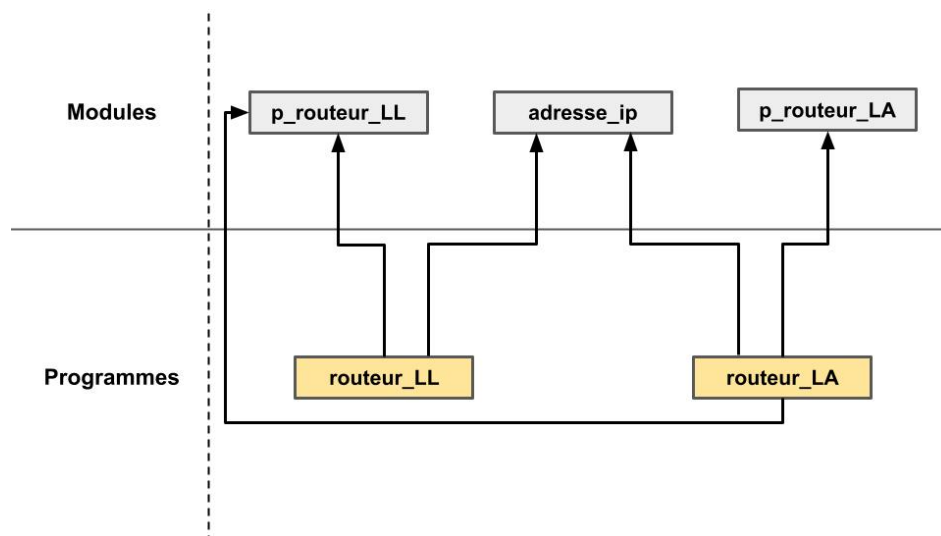 Modules
p_routeur_LL
adresse_ip
p_routeur_LA
Programmes
routeur_LL
routeur_LA